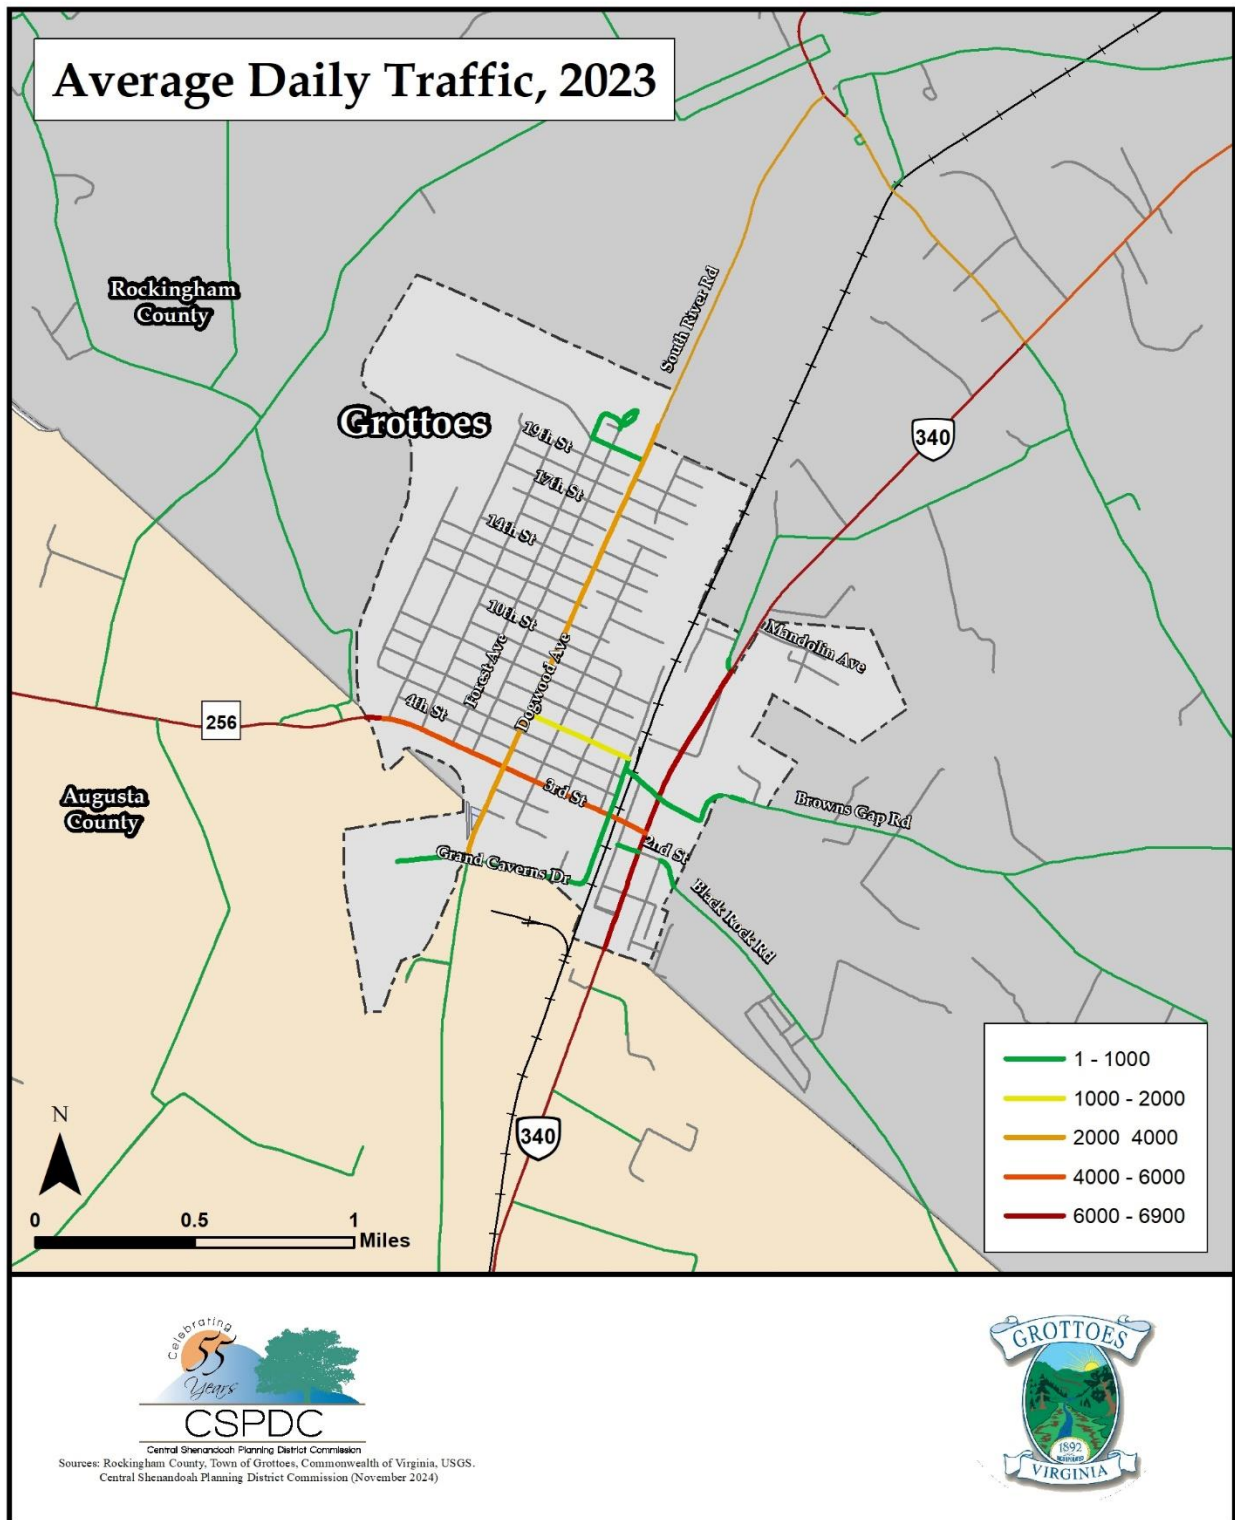 Average Daily Traffic, 2023
Rockingham
County
South River Rd
Grottoes
340
19th St
17th St
14th St
10th St
Mandolin Ave
Forest Ave
Dogwood Ave
4th St
256
3rd St
Augusta
County
Browns Gap Rd
2nd St
Grand Caverns Dr
Black Rock Rd
340
1 - 1000
1000 - 2000
2000 4000
4000 - 6000
6000 - 6900
N
0 0.5 1
Miles
Celebrating
55
Years
CSPDC
Central Shenandoah Planning District Commission
Sources: Rockingham County, Town of Grottoes, Commonwealth of Virginia, USGS.
Central Shenandoah Planning District Commission (November 2024)
GROTTOES
1892
VIRGINIA